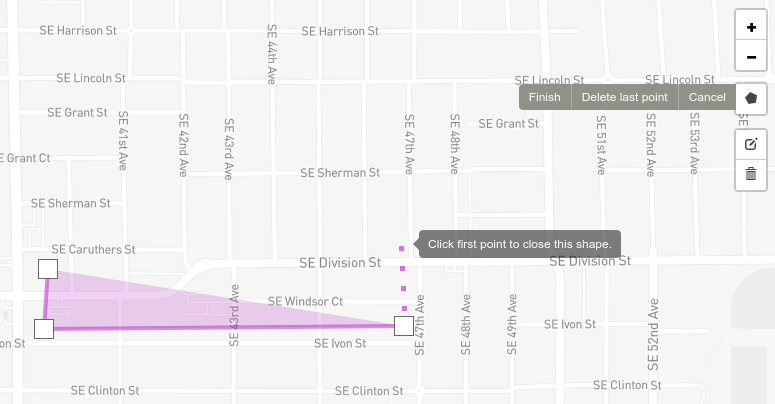 SE Harrison St
SE Harrison St
SE 44th Ave
SE Lincoln St
SE Lincoln St
SE Lincoln St
+
−
Finish
Delete last point
Cancel
SE Grant St
SE Grant St
SE 41st Ave
SE 42nd Ave
SE 43rd Ave
SE 47th Ave
SE 48th Ave
SE 51st Ave
SE 52nd Ave
SE 53rd Ave
SE Grant Ct
SE Sherman St
SE Sherman St
SE Caruthers St
Click first point to close this shape.
SE Division St
SE Division St
SE Windsor Ct
SE 43rd Ave
SE 47th Ave
SE 48th Ave
SE 49th Ave
SE 52nd Ave
SE Ivon St
on St
SE Ivon St
SE Clinton St
SE Clinton St
SE Clinton St